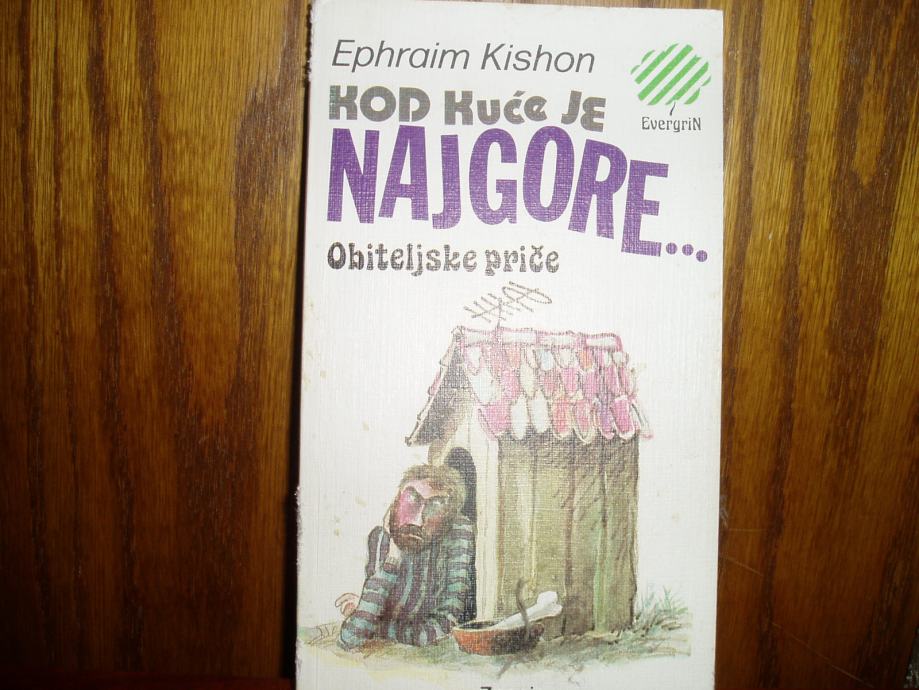 Ephraim Kishon
KOD Kuće JE
NAJGORE...
Obiteljske priče
EvergriN